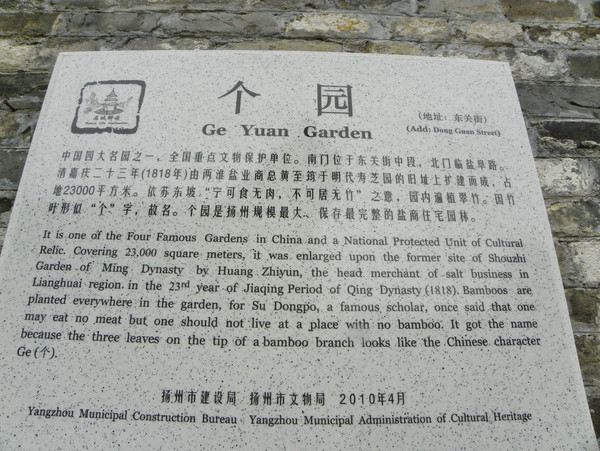 个园
(地址：东关街)
Ge Yuan Garden
(Add: Dong Guan Street)
中国四大名园之一、全国重点文物保护单位。南门位于东关街中段，北门临盐阜路。
清嘉庆二十三年(1818年)由两淮盐业商总黄至筠于明代寿芝园的旧址上扩建而成，占
地23000平方米。依苏东坡"宁可食无肉，不可居无竹"之意，园内遍植翠竹。因竹
叶形似"个"字，故名。个园是扬州规模最大、保存最完整的盐商住宅园林。
It is one of the Four Famous Gardens in China and a National Protected Unit of Cultural
Relic. Covering 23,000 square meters, it was enlarged upon the former site of Shouzhi
Garden of Ming Dynasty by Huang Zhiyun, the head merchant of salt business in
Lianghuai region in the 23rd year of Jiaqing Period of Qing Dynasty (1818). Bamboos are
planted everywhere in the garden, for Su Dongpo, a famous scholar, once said that one
may eat no meat but one should not live at a place with no bamboo. It got the name
because the three leaves on the tip of a bamboo branch looks like the Chinese character
Ge (个).
扬州市建设局 扬州市文物局 2010年4月
Yangzhou Municipal Construction Bureau Yangzhou Municipal Administration of Cultural Heritage